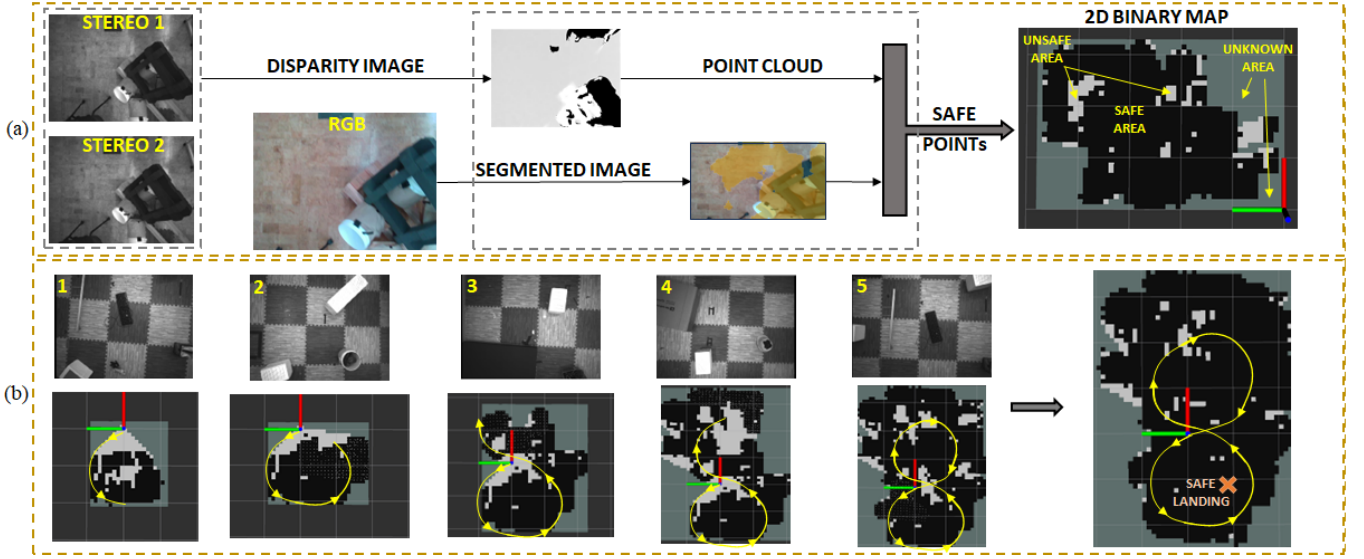 (a)
STEREO 1
STEREO 2
DISPARITY IMAGE
RGB
SEGMENTED IMAGE
POINT CLOUD
SAFE
POINTs
2D BINARY MAP
UNSAFE
AREA
UNKNOWN
AREA
SAFE
AREA
(b)
1
2
3
4
5
SAFE
LANDING